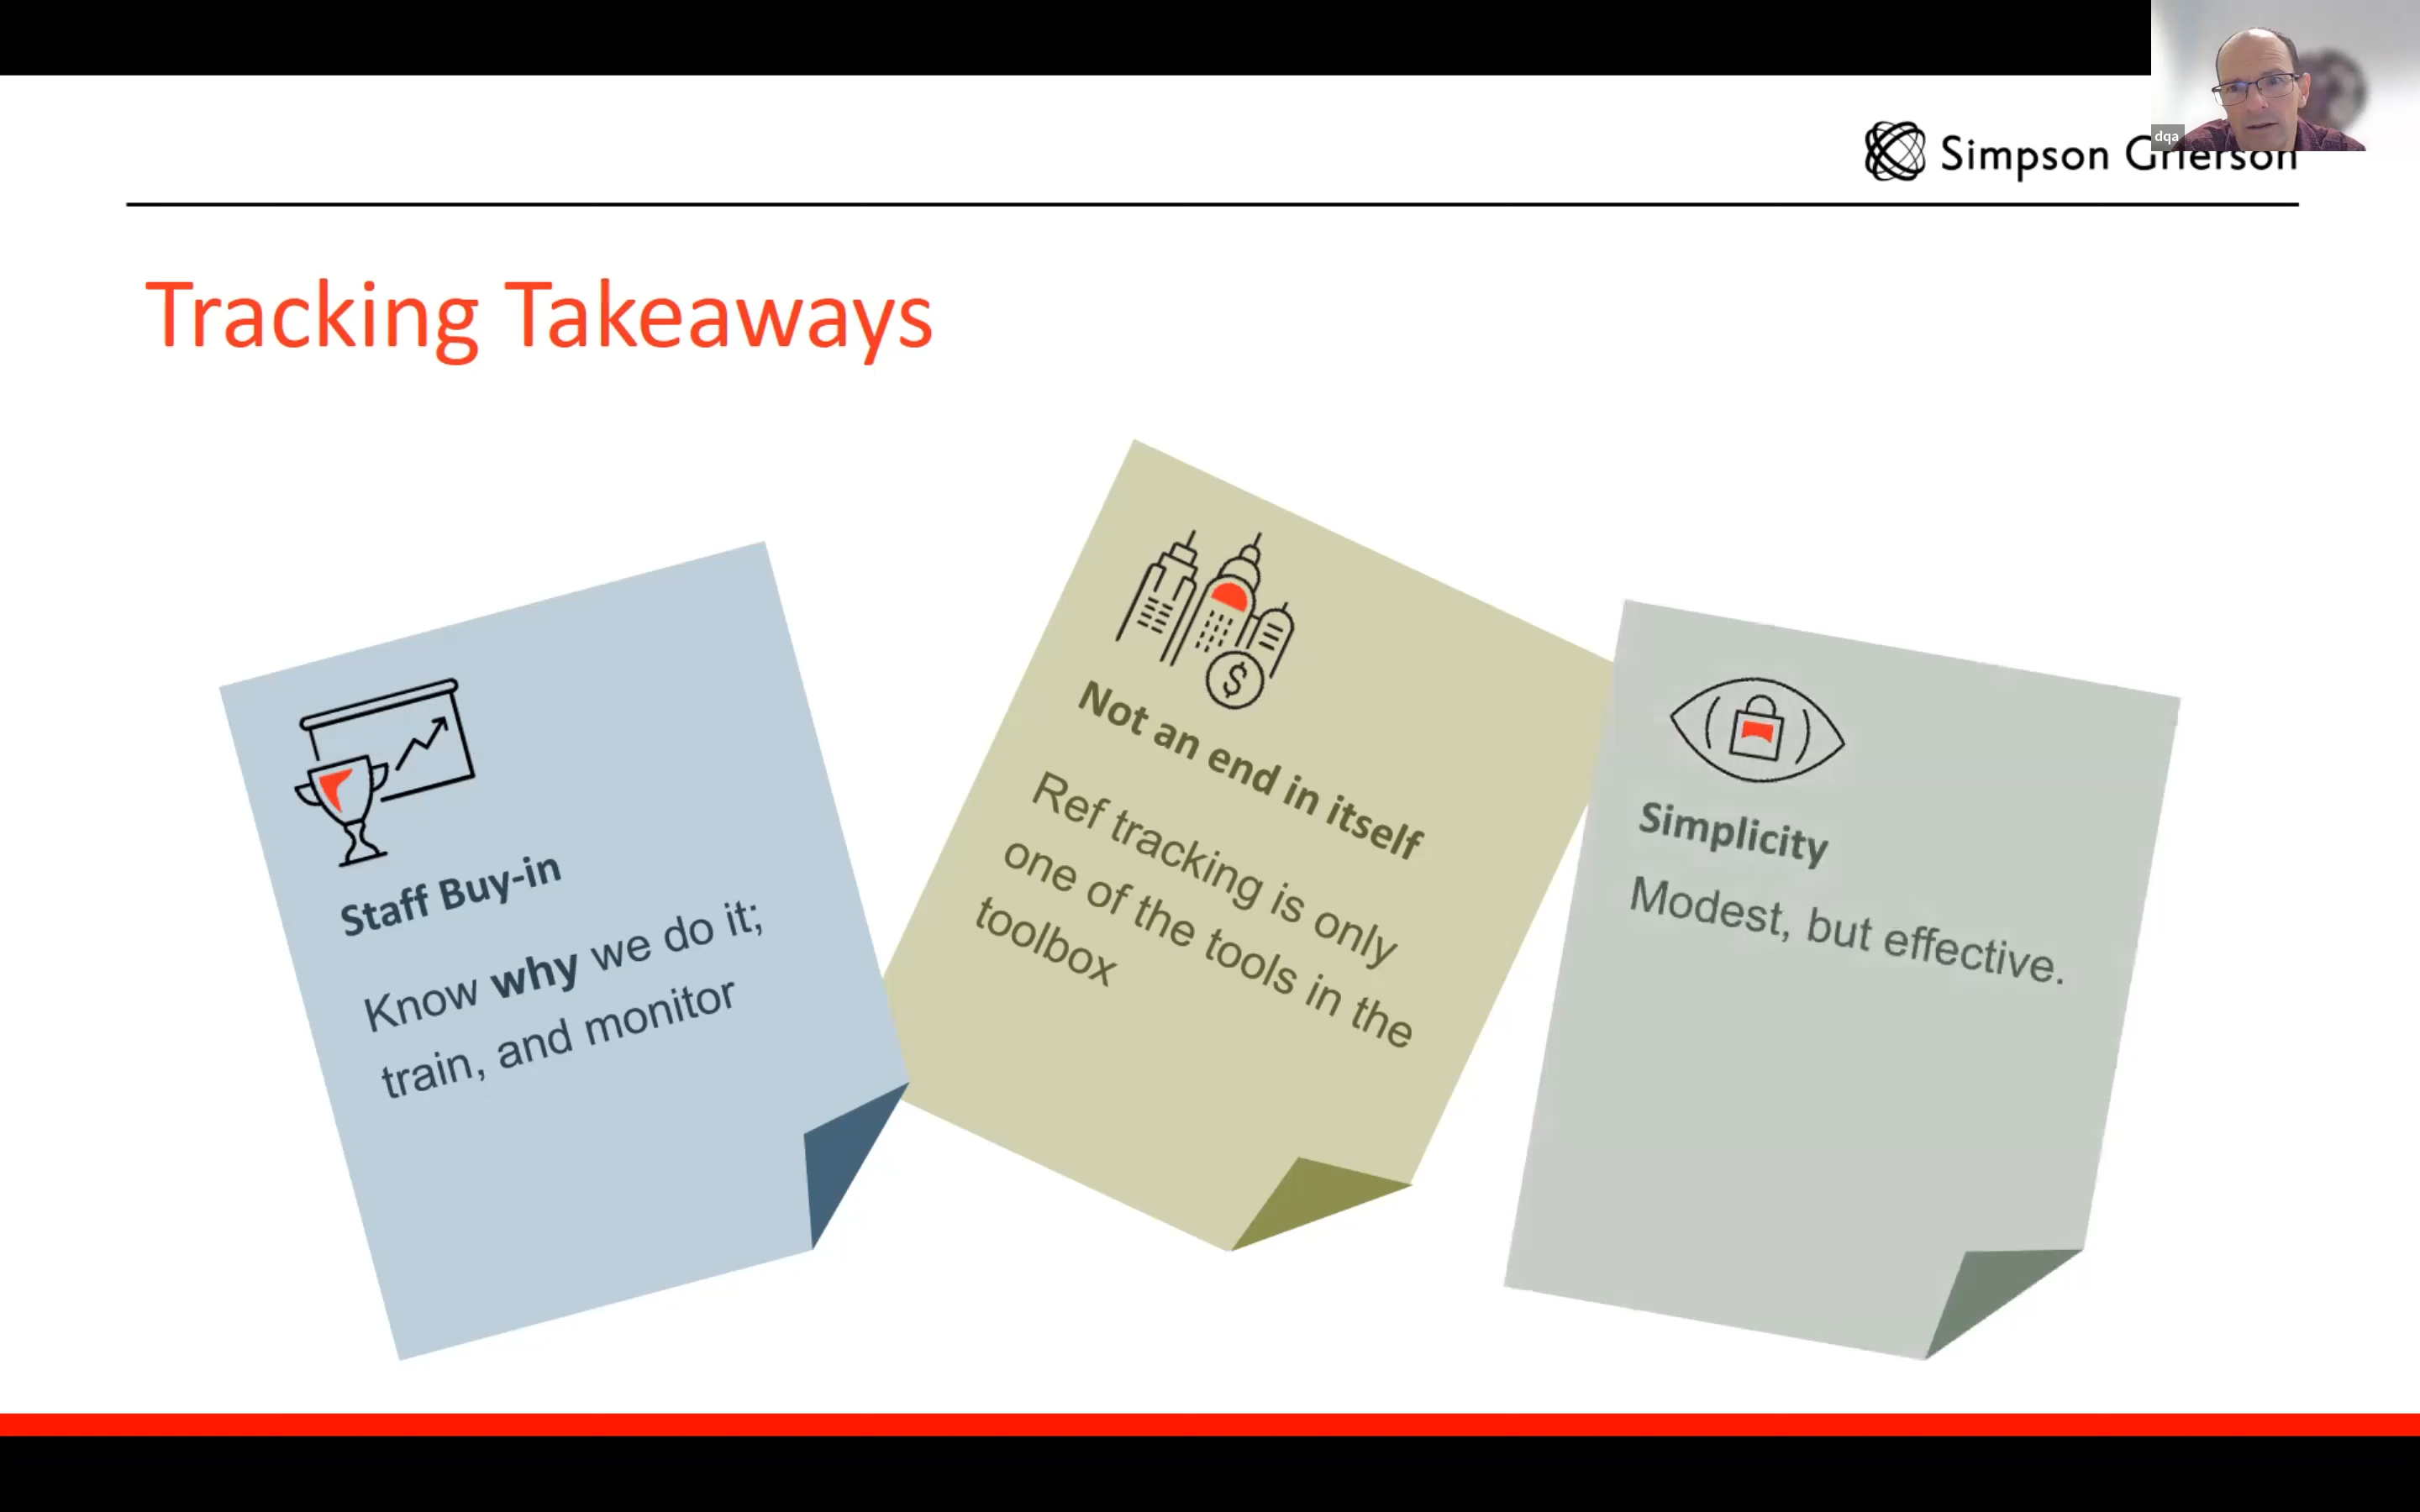 dqa
Simpson Grierson
Tracking Takeaways
Staff Buy-in
Know why we do it;
train, and monitor
$
Not an end in itself
Ref tracking is only
one of the tools in the
toolbox
Simplicity
Modest, but effective.